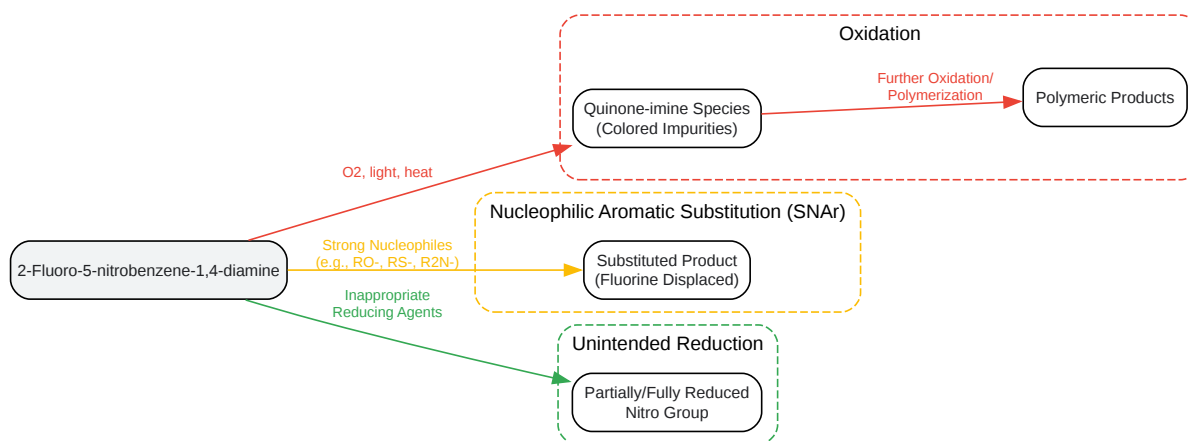 Oxidation
Further Oxidation/
Polymerization
Polymeric Products
Quinone-imine Species
(Colored Impurities)
O2, light, heat
Nucleophilic Aromatic Substitution (SNAr)
2-Fluoro-5-nitrobenzene-1,4-diamine
Strong Nucleophiles
(e.g., RO-, RS-, R2N-)
Substituted Product
(Fluorine Displaced)
Inappropriate
Reducing Agents
Unintended Reduction
Partially/Fully Reduced
Nitro Group